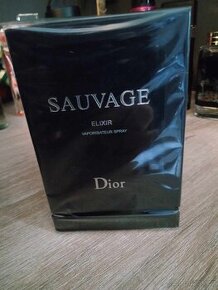 SAUVAGE
ELIXIR
VAPORISATEUR SPRAY
Dior